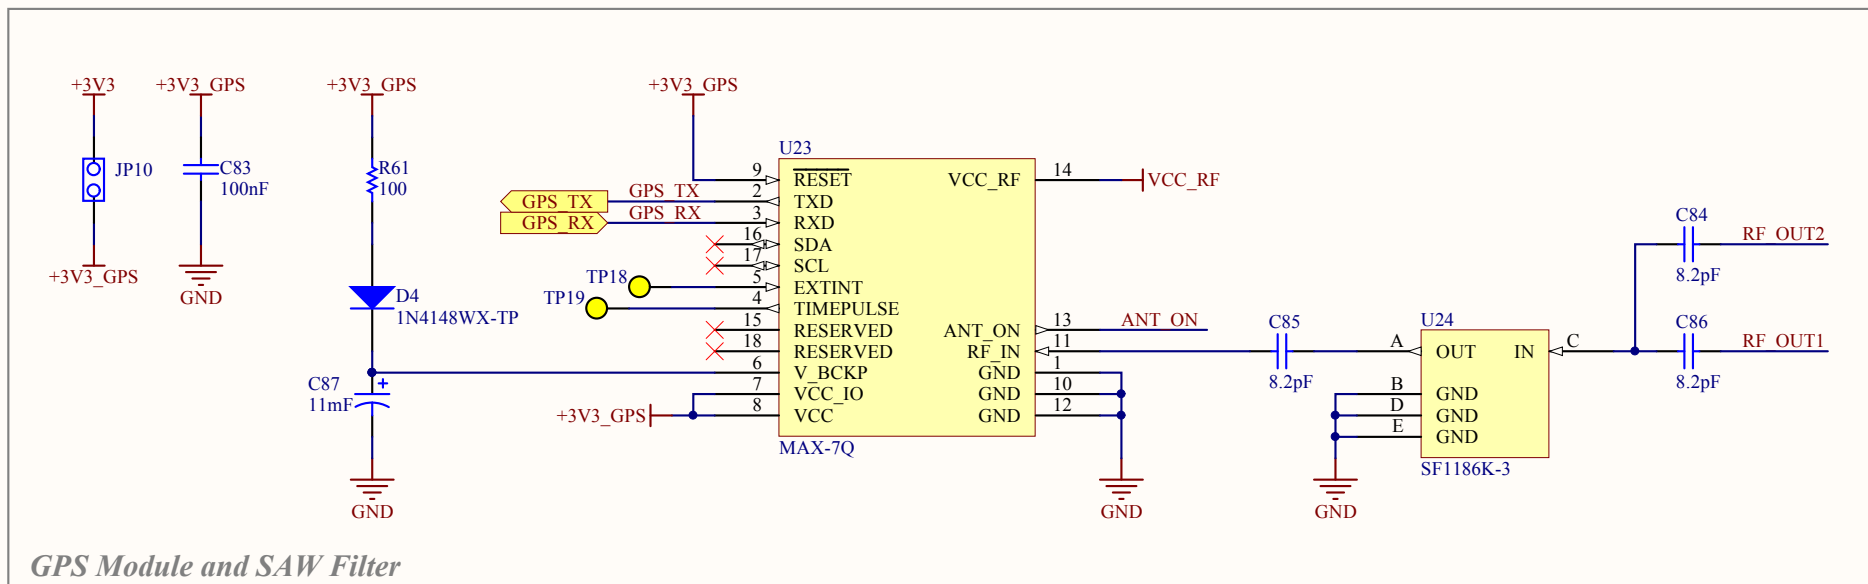 +3V3
+3V3_GPS
JP10
+3V3_GPS
C83
100nF
GND
+3V3_GPS
R61
100
D4
1N4148WX-TP
C87
+
11mF
GND
+3V3_GPS
U23
9 RESET
2 TXD
3 RXD
16 SDA
17 SCL
5 EXTINT
4 TIMEPULSE
15 RESERVED
18 RESERVED
6 V_BCKP
7 VCC_IO
8 VCC
GPS_TX GPS_TX
GPS_RX GPS_RX
TP18
TP19
+3V3_GPS
VCC_RF 14 VCC_RF
ANT_ON 13 ANT_ON
RF_IN 11
GND 1
GND 10
GND 12
MAX-7Q
GND
C85
8.2pF
U24
A OUT
IN C
B GND
D GND
E GND
SF1186K-3
GND
C84
8.2pF
RF_OUT2
C86
8.2pF
RF_OUT1
GPS Module and SAW Filter